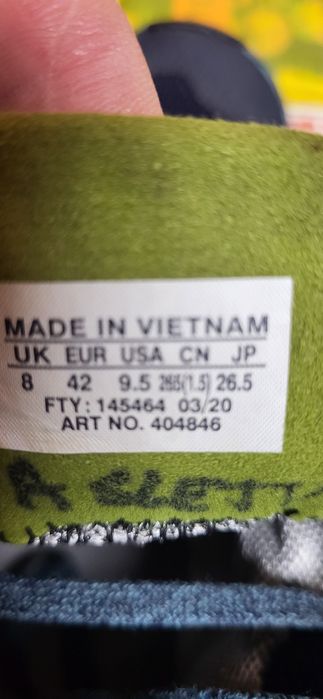 MADE IN VIETNAM
UK EUR USA CN JP
8 42 9.5 265(1.5) 26.5
FTY: 145464 03/20
ART NO. 404846